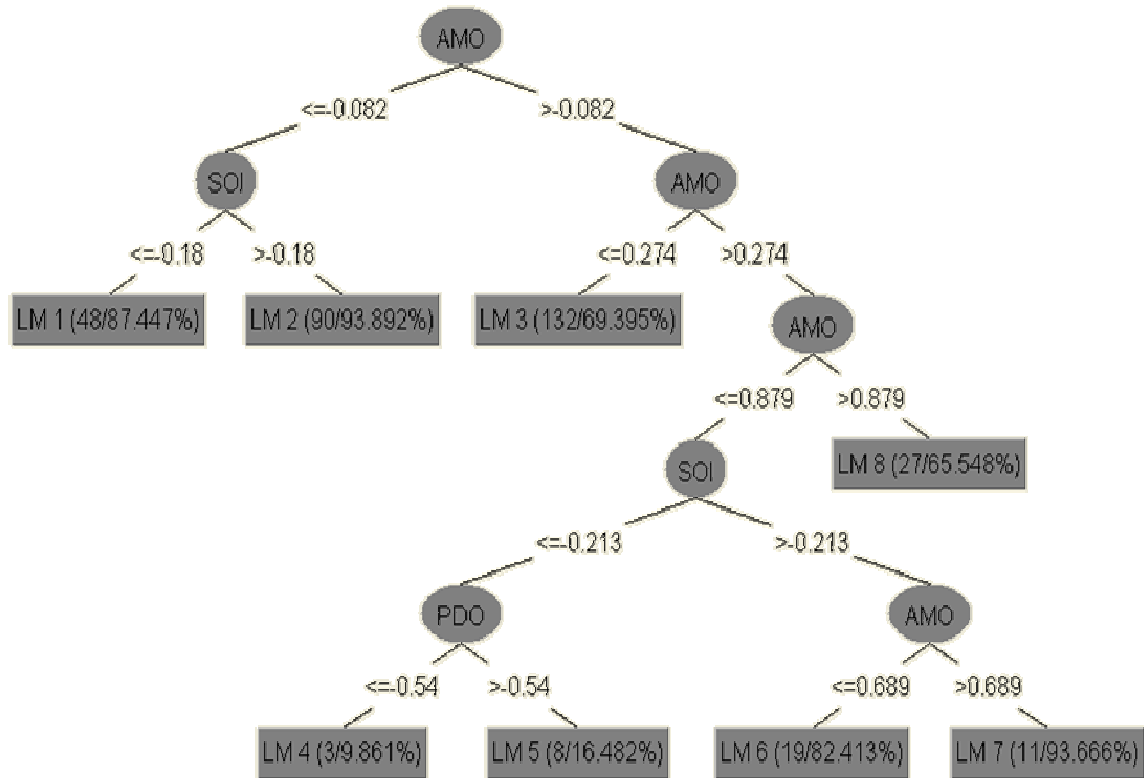 AMO
<=-0.082 >-0.082
SOI AMO
<=-0.18 >-0.18 <=0.274 >0.274
LM 1 (48/87.447%) LM 2 (90/93.892%) LM 3 (132/69.395%) AMO
<=0.879 >0.879
SOI LM 8 (27/65.548%)
<=-0.213 >-0.213
PDO AMO
<=-0.54 >-0.54 <=0.689 >0.689
LM 4 (3/9.861%) LM 5 (8/16.482%) LM 6 (19/82.413%) LM 7 (11/93.666%)